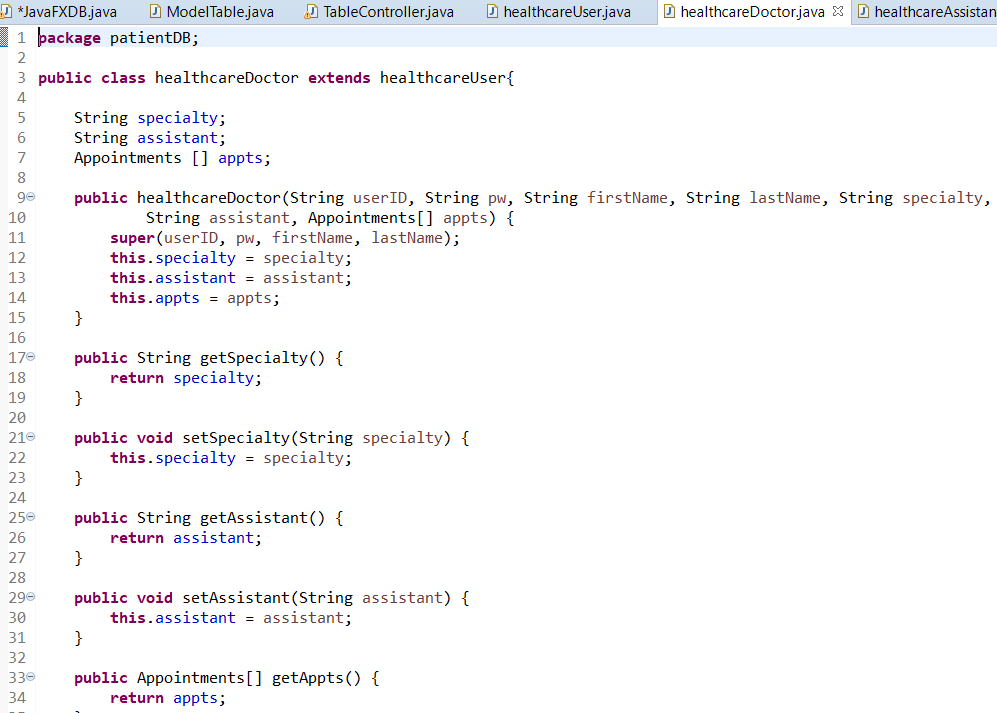 *JavaFXDB.java ModelTable.java TableController.java healthcareUser.java healthcareDoctor.java healthcareAssistan
1 package patientDB;
2
3 public class healthcareDoctor extends healthcareUser{
4
5 String specialty;
6 String assistant;
7 Appointments [] appts;
8
9 public healthcareDoctor(String userID, String pw, String firstName, String lastName, String specialty,
10 String assistant, Appointments[] appts) {
11 super(userID, pw, firstName, lastName);
12 this.specialty = specialty;
13 this.assistant = assistant;
14 this.appts = appts;
15 }
16
17 public String getSpecialty() {
18 return specialty;
19 }
20
21 public void setSpecialty(String specialty) {
22 this.specialty = specialty;
23 }
24
25 public String getAssistant() {
26 return assistant;
27 }
28
29 public void setAssistant(String assistant) {
30 this.assistant = assistant;
31 }
32
33 public Appointments[] getAppts() {
34 return appts;